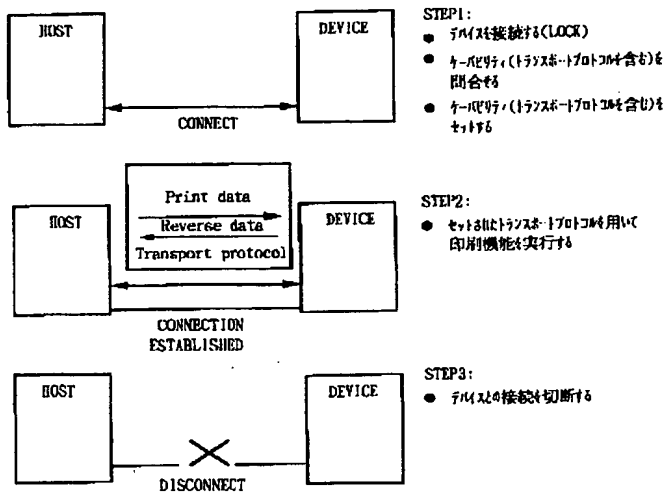 HOST
DEVICE
CONNECT
STEP1:
● デバイスを接続する(LOCK)
● ケーパビリティ(トランスポートプロトコルを含む)を
問合せる
● ケーパビリティ(トランスポートプロトコルを含む)を
セットする
HOST
Print data
Reverse data
Transport protocol
DEVICE
CONNECTION
ESTABLISHED
STEP2:
● セットされたトランスポートプロトコルを用いて
印刷機能を実行する
HOST
DEVICE
DISCONNECT
STEP3:
● デバイスとの接続を切断する